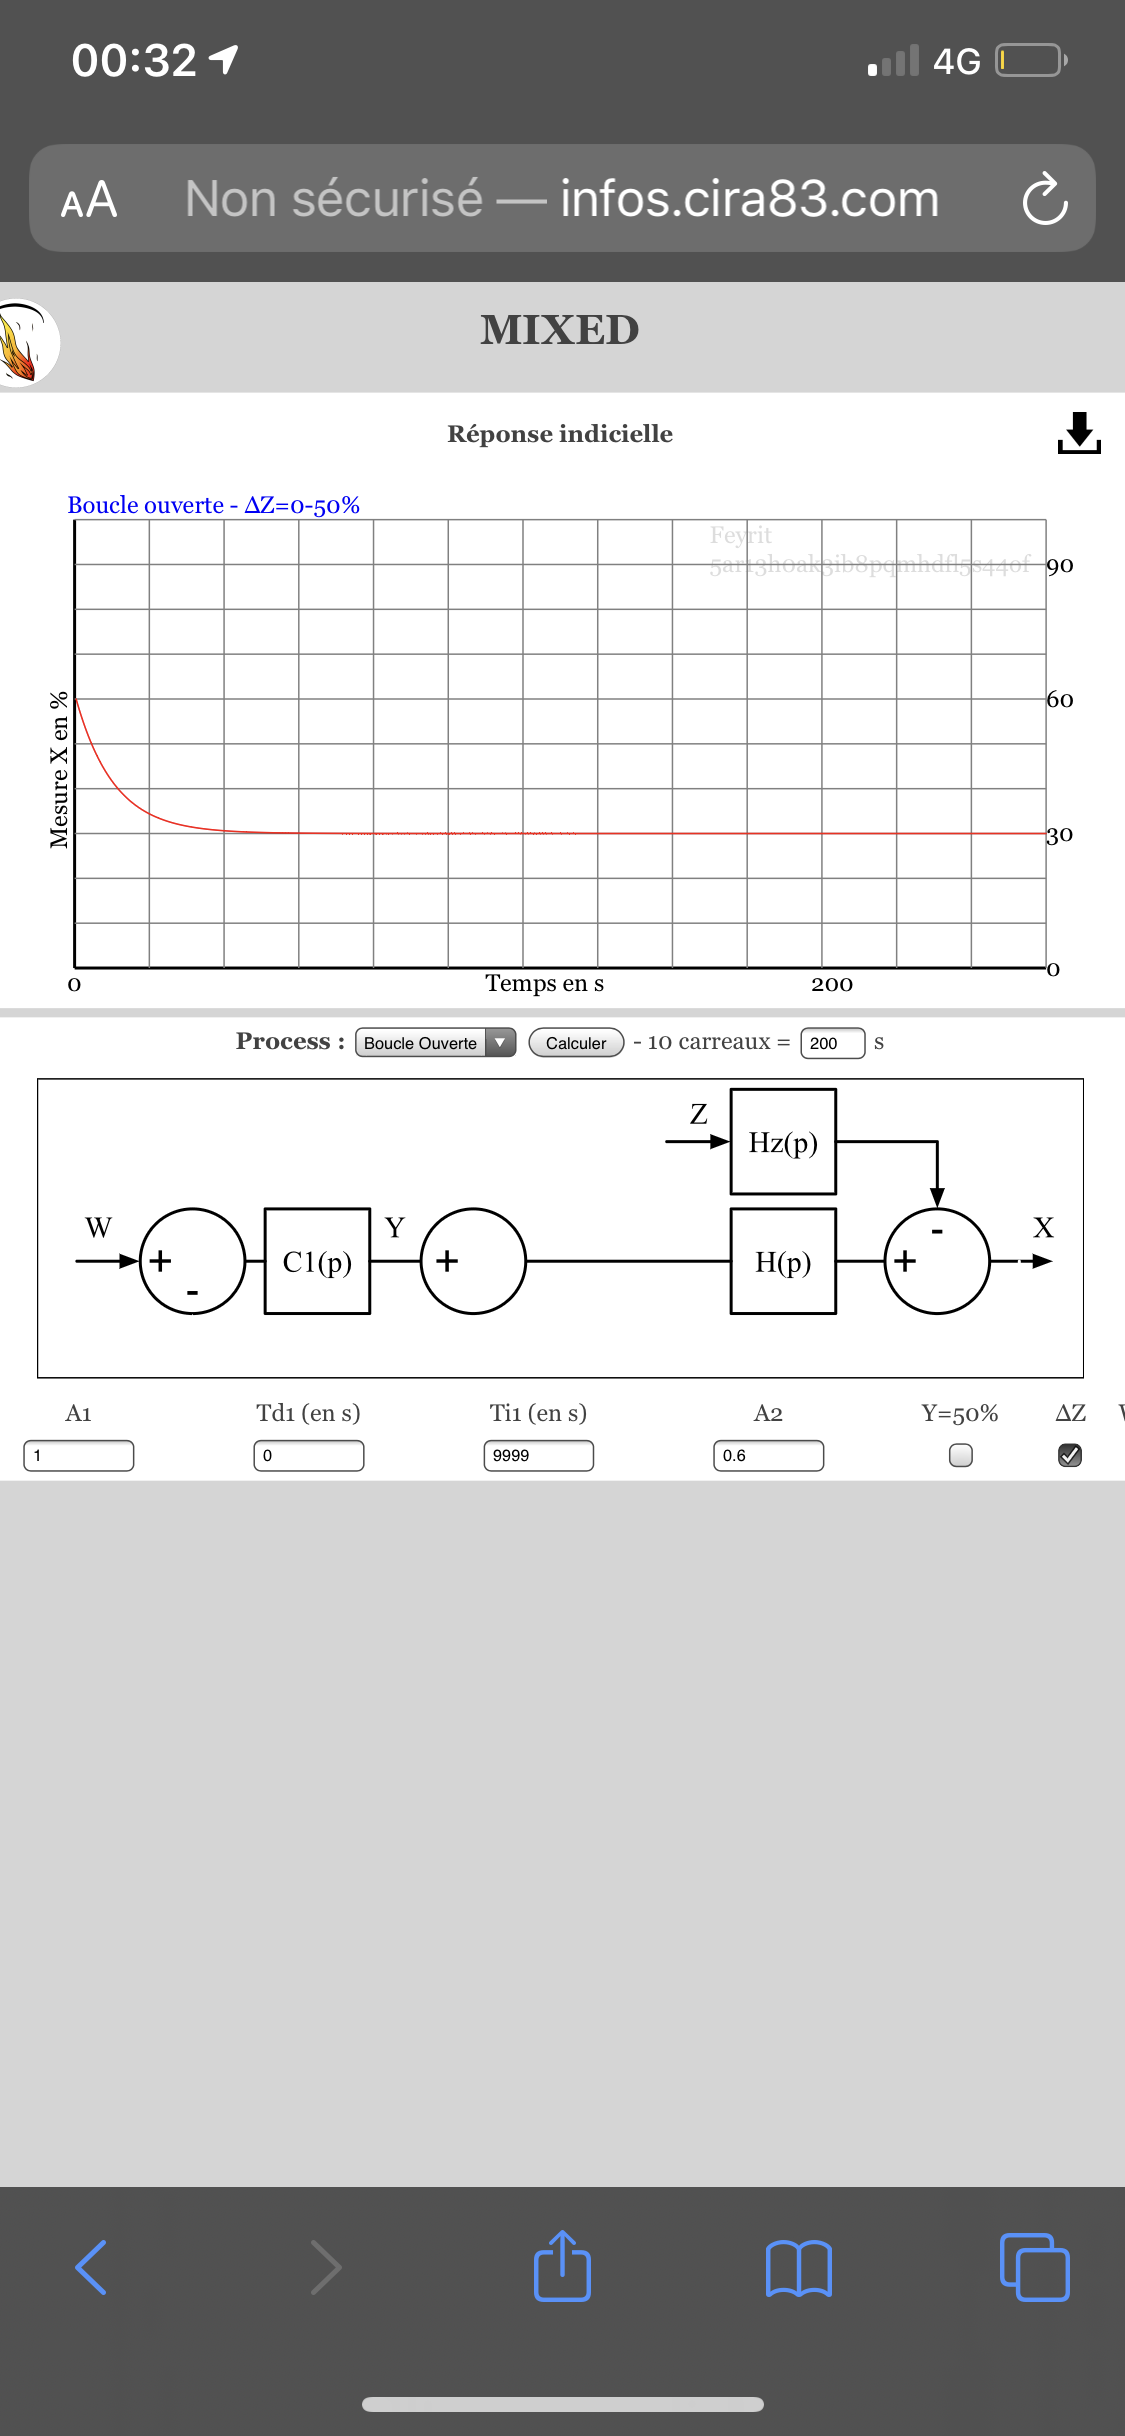 00:32
4G
AA
Non sécurisé — infos.cira83.com
MIXED
Réponse indicielle
Boucle ouverte - ΔZ=0-50%
Feyrit
5ar13h0ak3ib8pqmhdfl5s44of
90
60
30
0
Mesure X en %
0
Temps en s
200
Process :
Boucle Ouverte
Calculer
- 10 carreaux =
200
s
Z
Hz(p)
W
+
-
C1(p)
Y
+
H(p)
+
-
X
A1
Td1 (en s)
Ti1 (en s)
A2
Y=50%
ΔZ
1
0
9999
0.6